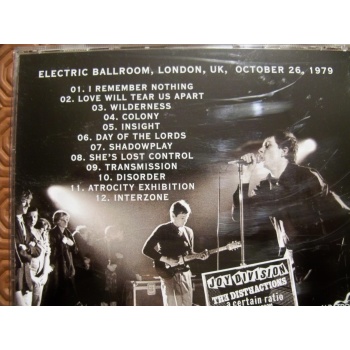 ELECTRIC BALLROOM, LONDON, UK, OCTOBER 26, 1979
01. I REMEMBER NOTHING
02. LOVE WILL TEAR US APART
03. WILDERNESS
04. COLONY
05. INSIGHT
06. DAY OF THE LORDS
07. SHADOWPLAY
08. SHE'S LOST CONTROL
09. TRANSMISSION
10. DISORDER
11. ATROCITY EXHIBITION
12. INTERZONE
JOY DIVISION
THE DISTRACTIONS
a certain ratio